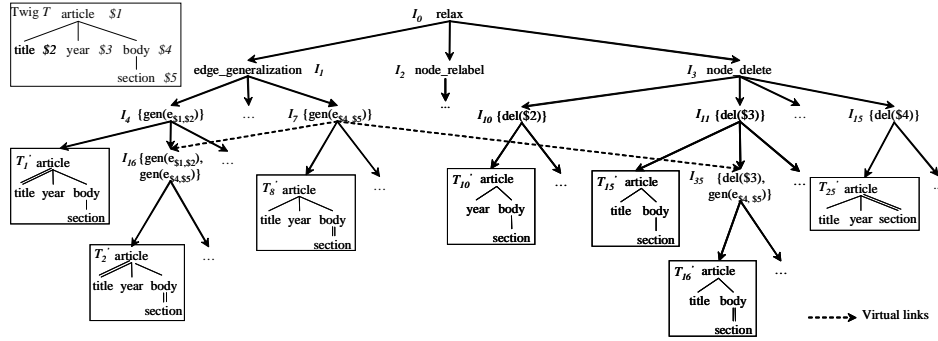 Twig T article $1
title $2 year $3 body $4
section $5
I0 relax
edge_generalization I1
I2 node_relabel
I3 node_delete
...
...
...
I4 {gen(e$1,$2)}
I7 {gen(e$4,$5)}
I10 {del($2)}
I11 {del($3)}
I15 {del($4)}
I16 {gen(e$1,$2),
gen(e$4,$5)}
...
...
...
...
...
I35 {del($3),
gen(e$4, $5)}
T1' article
title year body
section
T8' article
title year body
section
T10' article
year body
section
T15' article
title body
section
T25' article
title year section
T2' article
title year body
section
...
T16' article
title body
section
...
Virtual links